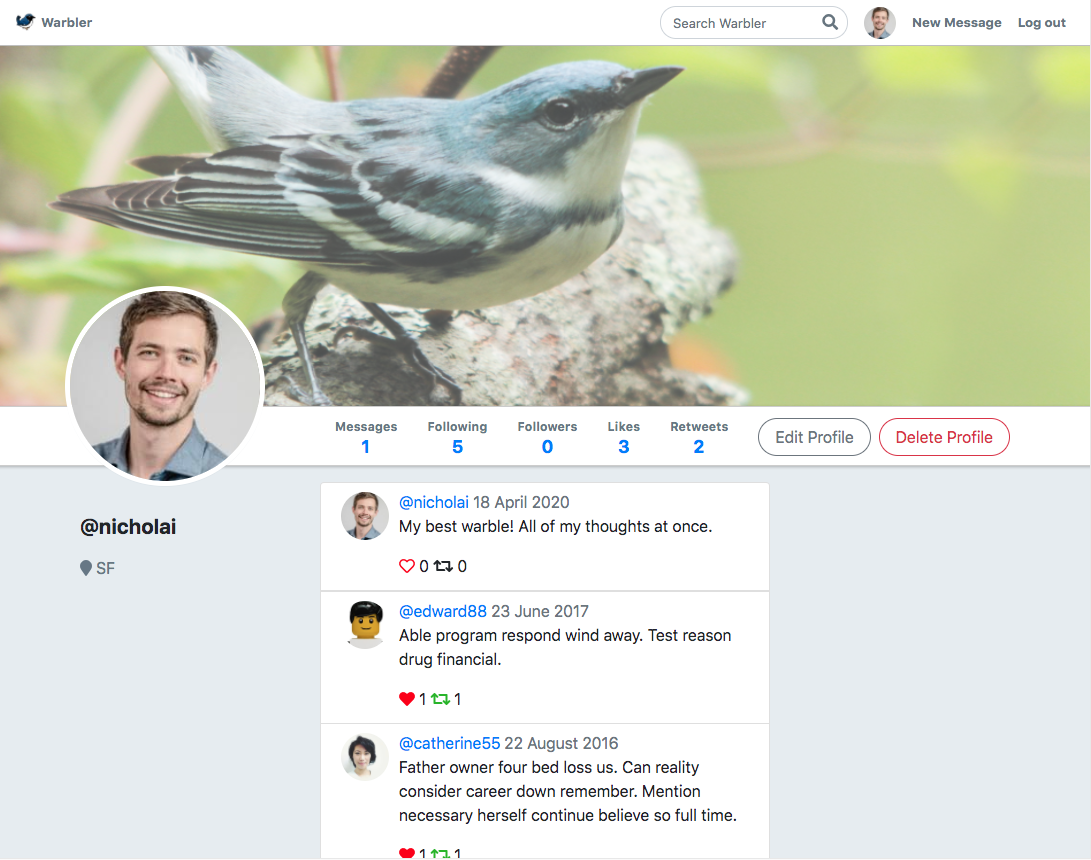 Warbler
Search Warbler
New Message
Log out
Messages
1
Following
5
Followers
0
Likes
3
Retweets
2
Edit Profile
Delete Profile
@nicholai
SF
@nicholai 18 April 2020
My best warble! All of my thoughts at once.
0 0
@edward88 23 June 2017
Able program respond wind away. Test reason
drug financial.
1 1
@catherine55 22 August 2016
Father owner four bed loss us. Can reality
consider career down remember. Mention
necessary herself continue believe so full time.
1 1